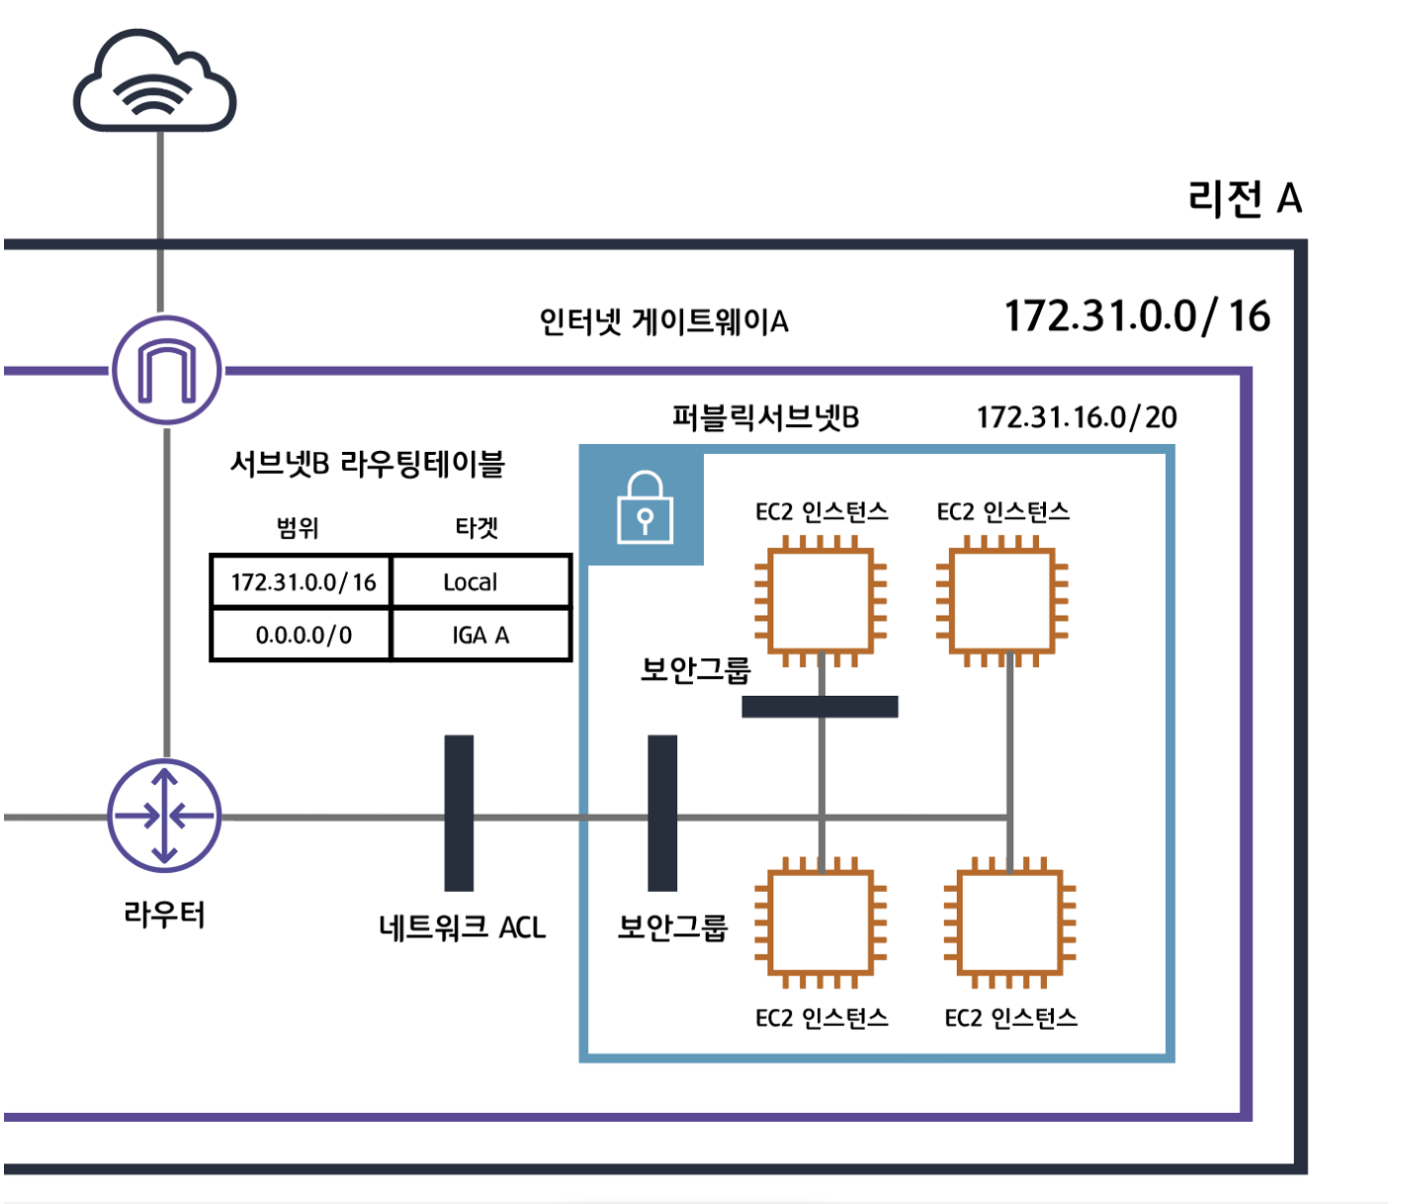 리전 A
인터넷 게이트웨이A
172.31.0.0/ 16
퍼블릭서브넷B
172.31.16.0/20
서브넷B 라우팅테이블
범위 타겟
172.31.0.0/ 16 Local
0.0.0.0/0 IGA A
EC2 인스턴스
EC2 인스턴스
보안그룹
라우터
네트워크 ACL
보안그룹
EC2 인스턴스
EC2 인스턴스